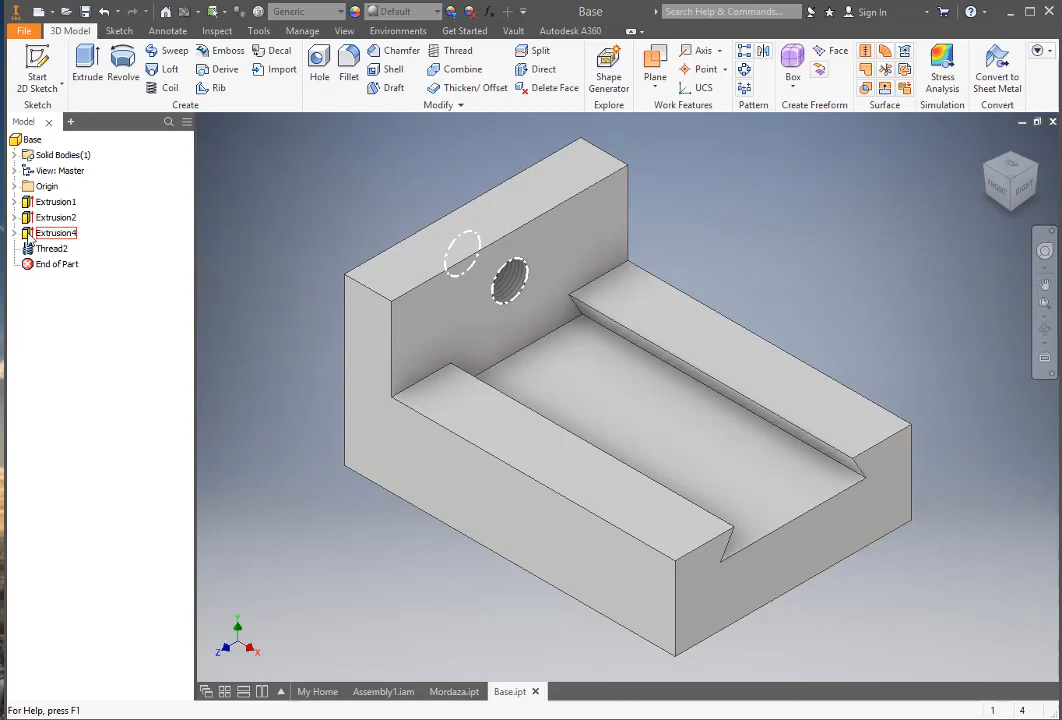 PRO
Generic
Default
Base
Search Help & Commands...
Sign In
File
3D Model
Sketch
Annotate
Inspect
Tools
Manage
View
Environments
Get Started
Vault
Autodesk A360
Start
2D Sketch
Extrude
Revolve
Sweep
Emboss
Decal
Loft
Derive
Import
Coil
Rib
Hole
Fillet
Chamfer
Thread
Split
Shell
Combine
Direct
Draft
Thicken/ Offset
Delete Face
Shape
Generator
Plane
Axis
Point
UCS
Box
Face
Stress
Analysis
Convert to
Sheet Metal
Sketch
Create
Modify
Explore
Work Features
Pattern
Create Freeform
Surface
Simulation
Convert
Model
Base
Solid Bodies(1)
View: Master
Origin
Extrusion1
Extrusion2
Extrusion4
Thread2
End of Part
FRONT
RIGHT
Y
Z
X
My Home
Assembly1.iam
Mordaza.ipt
Base.ipt
For Help, press F1
1
4